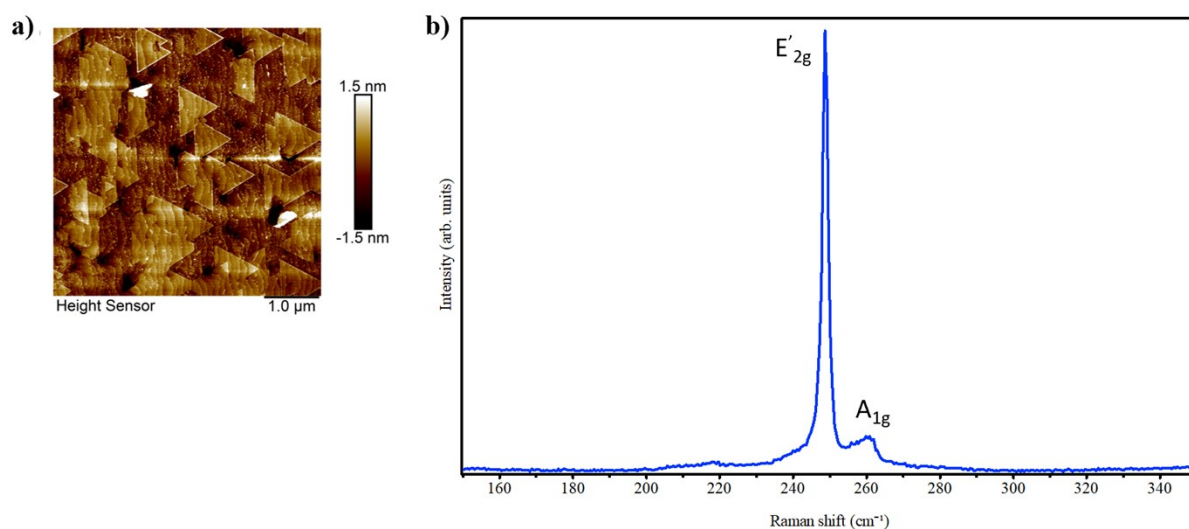 a)
1.5 nm
-1.5 nm
Height Sensor
1.0 µm
b)
E′2g
A1g
Intensity (arb. units)
160 180 200 220 240 260 280 300 320 340
Raman shift (cm⁻¹)